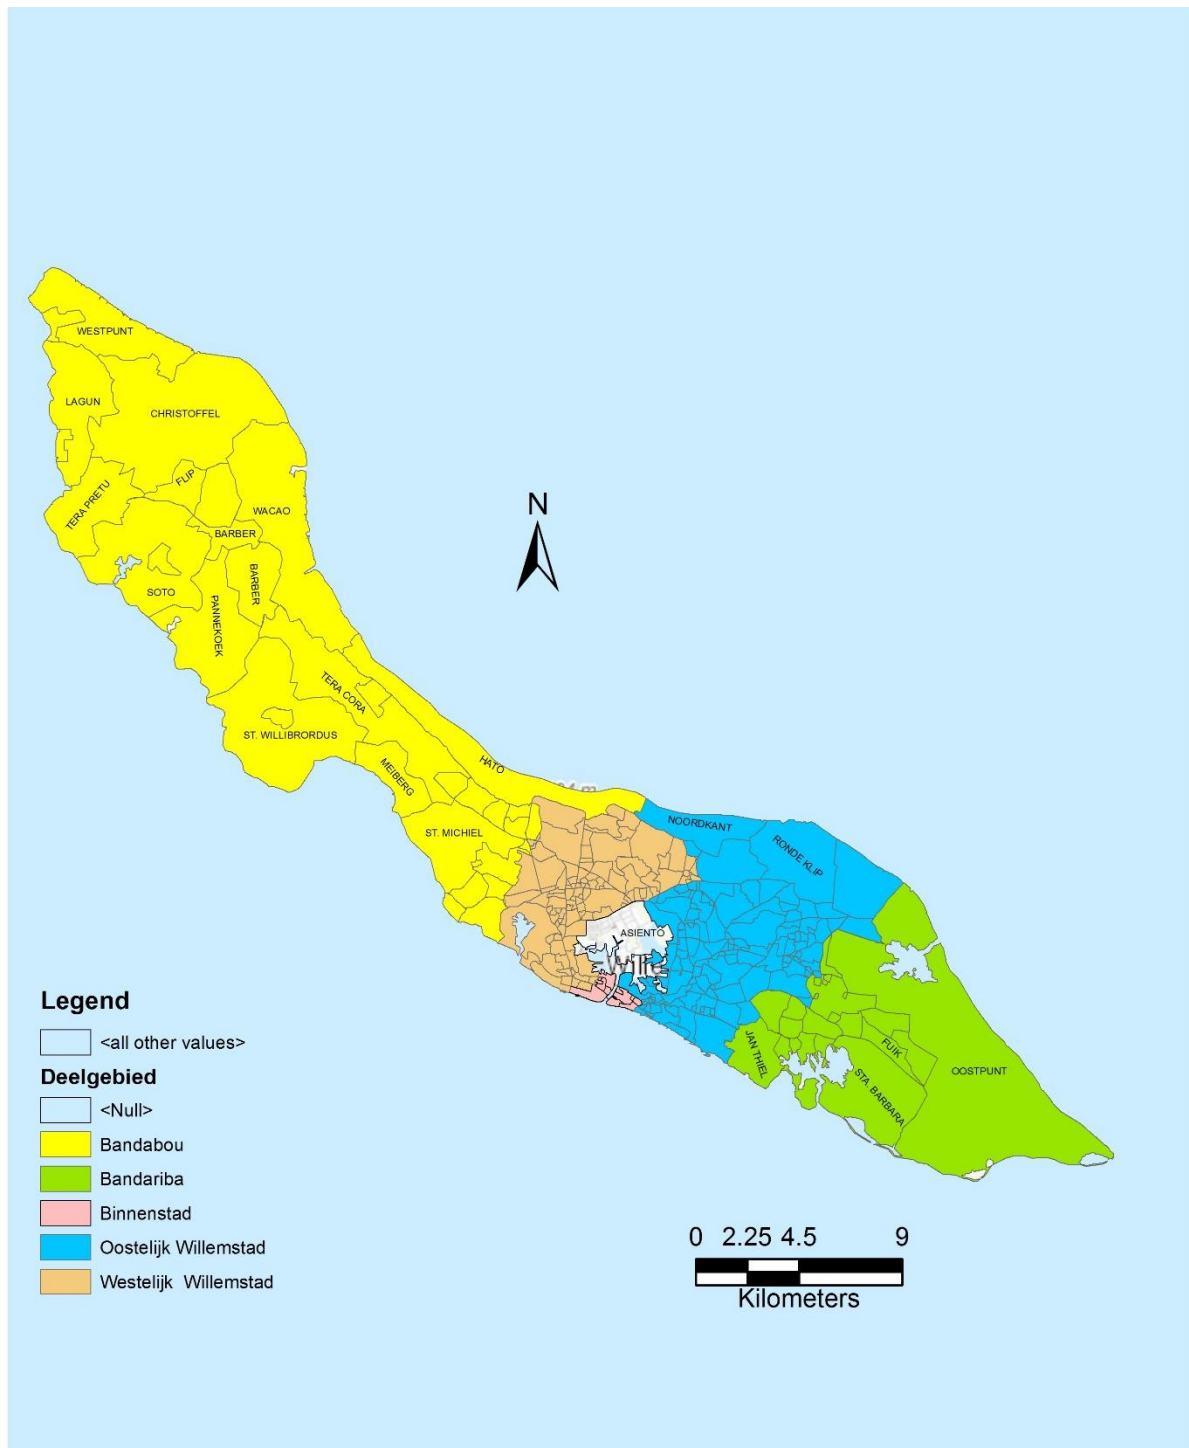 WESTPUNT
LAGUN
CHRISTOFFEL
FLIP
TERA PRETU
WACAO
N
BARBER
BARBER
SOTO
PANNEKOEK
TERA CORA
ST. WILLIBRORDUS
HATO
MEIBERG
ST. MICHIEL
NOORDKANT
RONDE KLIP
ASIENTO
Wille
JAN THIEL
FUIK
STA. BARBARA
OOSTPUNT
Legend
<all other values>
Deelgebied
<Null>
Bandabou
Bandariba
Binnenstad
Oostelijk Willemstad
Westelijk Willemstad
0 2.25 4.5 9
Kilometers